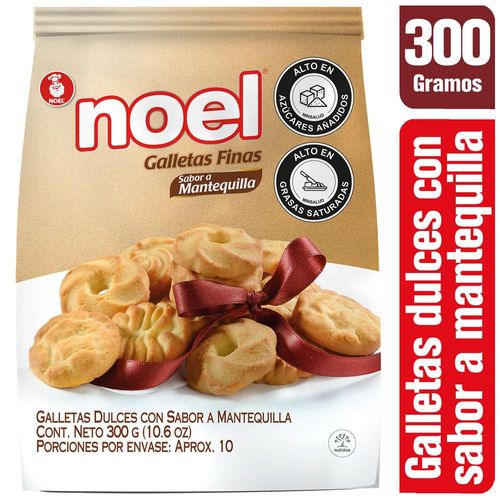 NOEL
noel
Galletas Finas
Sabor a
Mantequilla
ALTO EN
AZÚCARES AÑADIDOS
MINSALUD
ALTO EN
GRASAS SATURADAS
MINSALUD
GALLETAS DULCES CON SABOR A MANTEQUILLA
CONT. NETO 300 G (10.6 OZ)
PORCIONES POR ENVASE: APROX. 10
nutresa
300
Gramos
Galletas dulces con
sabor a mantequilla